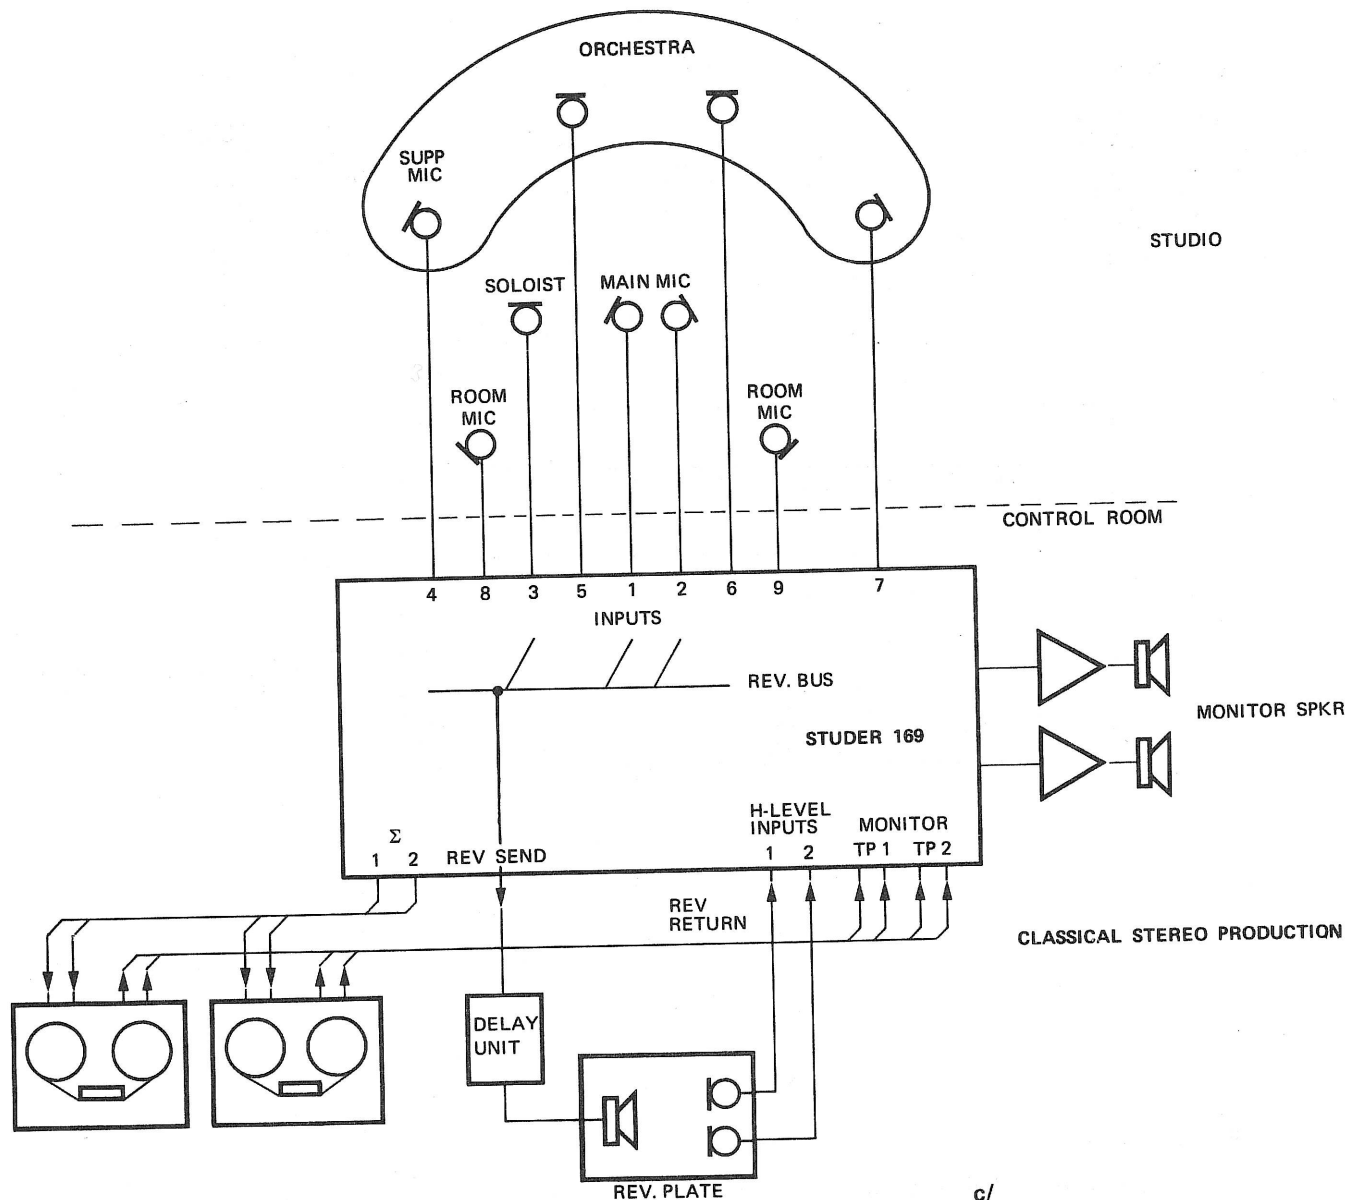 ORCHESTRA
SUPP
MIC
STUDIO
SOLOIST
MAIN MIC
ROOM
MIC
ROOM
MIC
CONTROL ROOM
4 8 3 5 1 2 6 9 7
INPUTS
REV. BUS
MONITOR SPKR
STUDER 169
H-LEVEL
INPUTS
MONITOR
Σ
1 2
REV SEND
1 2
TP 1 TP 2
REV
RETURN
CLASSICAL STEREO PRODUCTION
DELAY
UNIT
REV. PLATE
c/